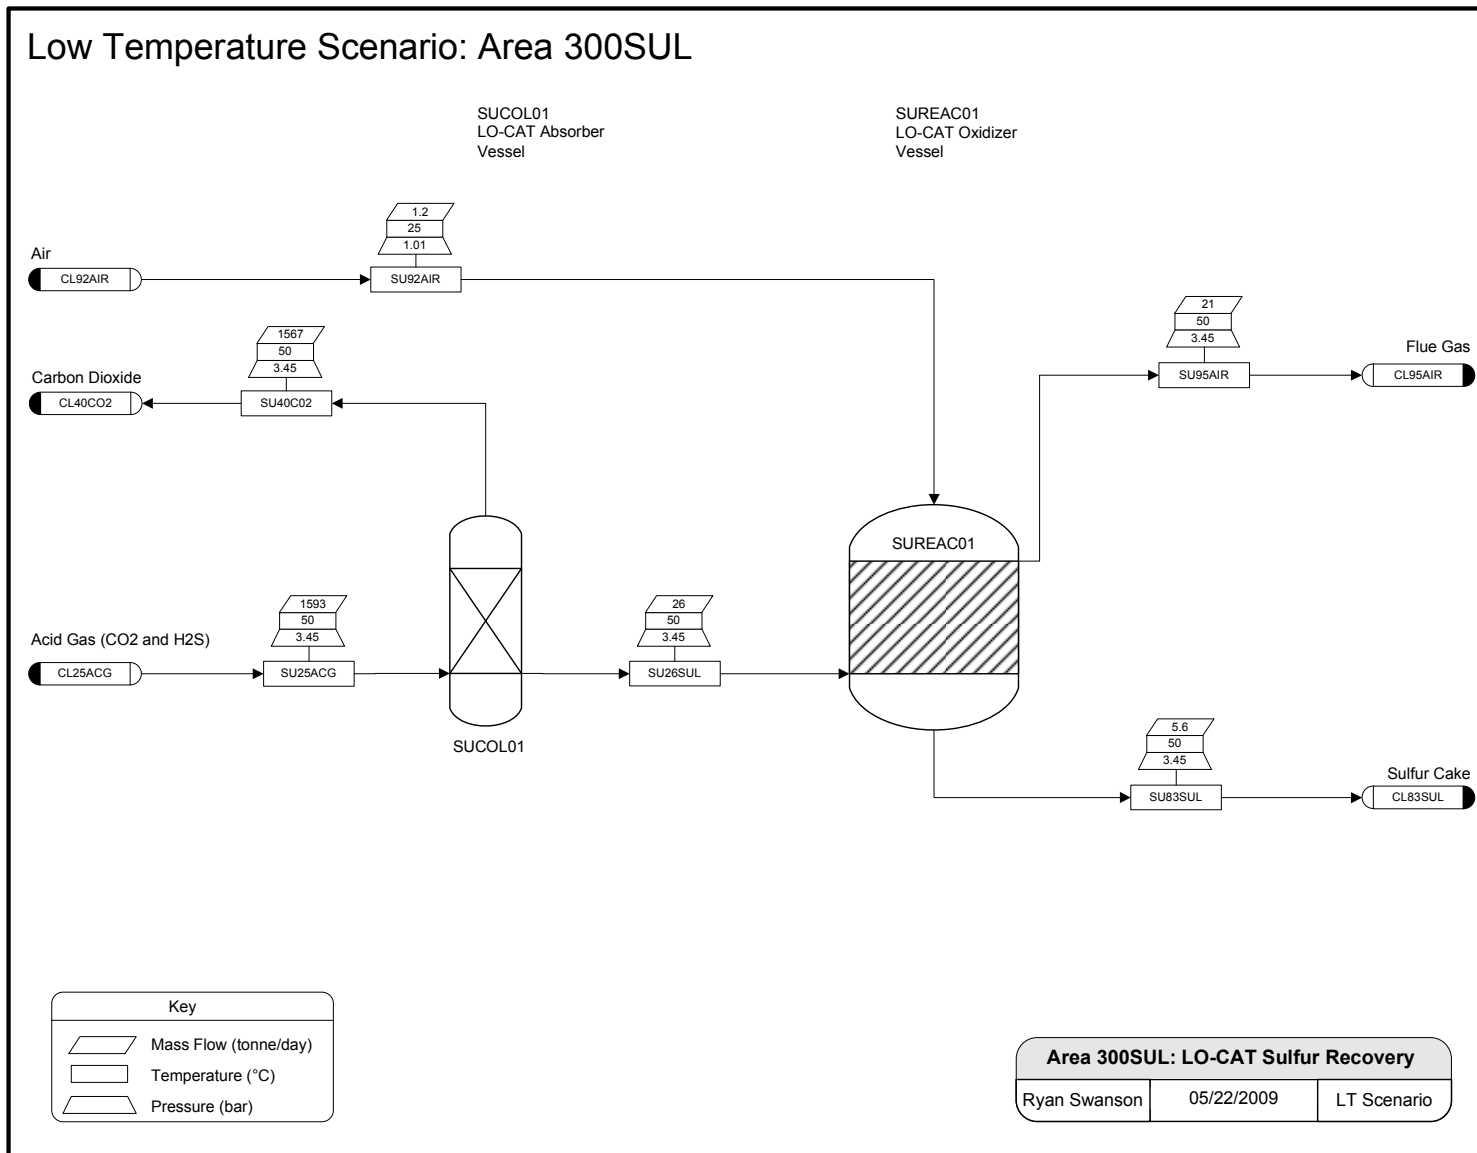 Low Temperature Scenario: Area 300SUL
SUCOL01
LO-CAT Absorber
Vessel
SUREAC01
LO-CAT Oxidizer
Vessel
1.2
25
1.01
Air
CL92AIR
SU92AIR
21
50
3.45
Flue Gas
SU95AIR
CL95AIR
1567
50
3.45
Carbon Dioxide
CL40CO2
SU40C02
SUREAC01
1593
50
3.45
26
50
3.45
Acid Gas (CO2 and H2S)
CL25ACG
SU25ACG
SU26SUL
SUCOL01
5.6
50
3.45
Sulfur Cake
SU83SUL
CL83SUL
Key
Mass Flow (tonne/day)
Temperature (°C)
Pressure (bar)
Area 300SUL: LO-CAT Sulfur Recovery
Ryan Swanson
05/22/2009
LT Scenario